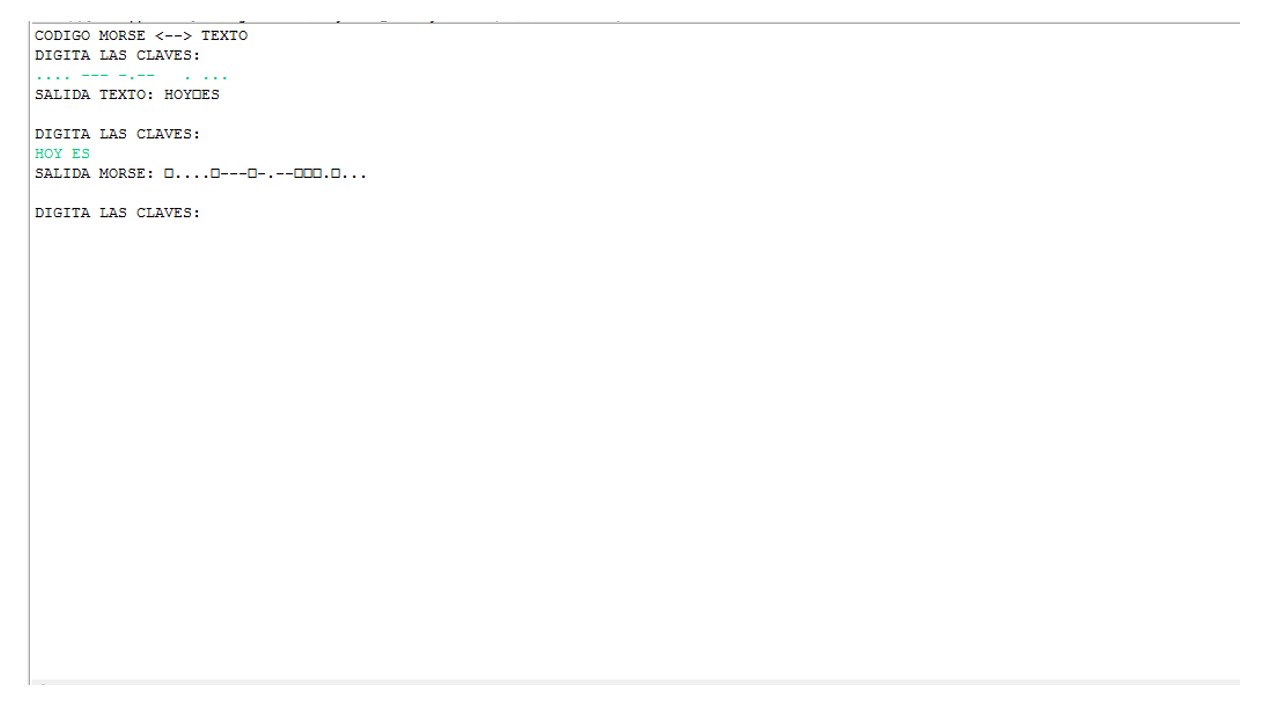 CODIGO MORSE <--> TEXTO
DIGITA LAS CLAVES:
.... --- -.--   . ...
SALIDA TEXTO: HOY□ES
DIGITA LAS CLAVES:
HOY ES
SALIDA MORSE: □....□---□-.--□□□.□...
DIGITA LAS CLAVES: